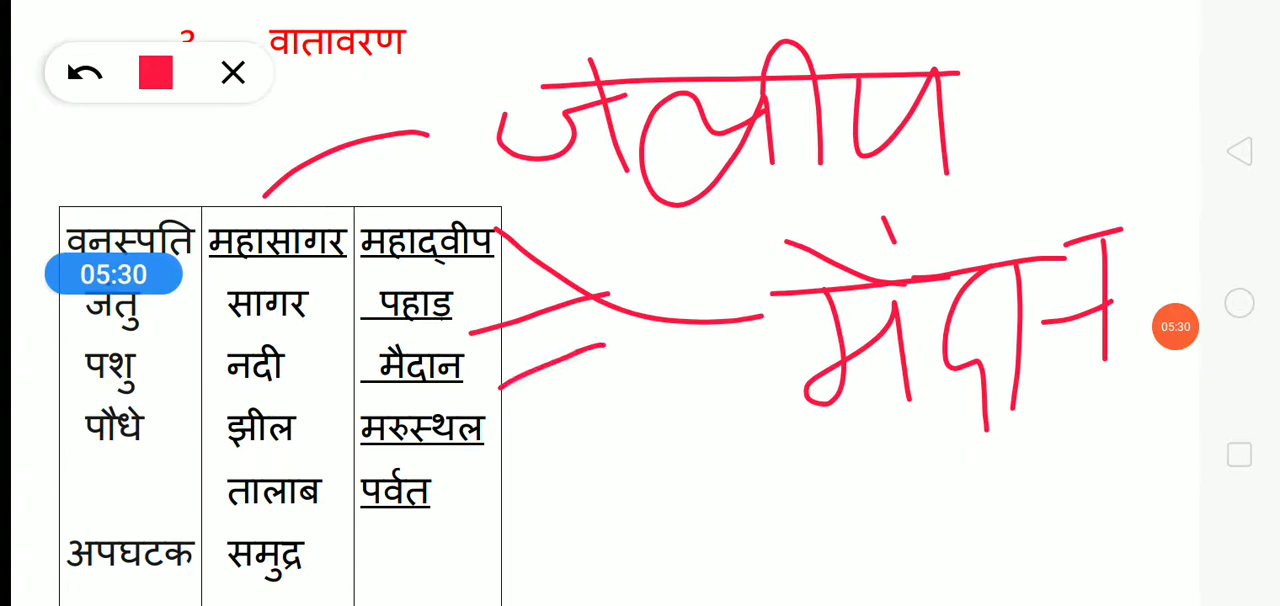 2 वातावरण
जलीय
वनस्पति महासागर महाद्वीप
05:30
जंतु सागर पहाड़
05:30
पशु नदी मैदान
मैदान
पौधे झील मरुस्थल
तालाब पर्वत
अपघटक समुद्र